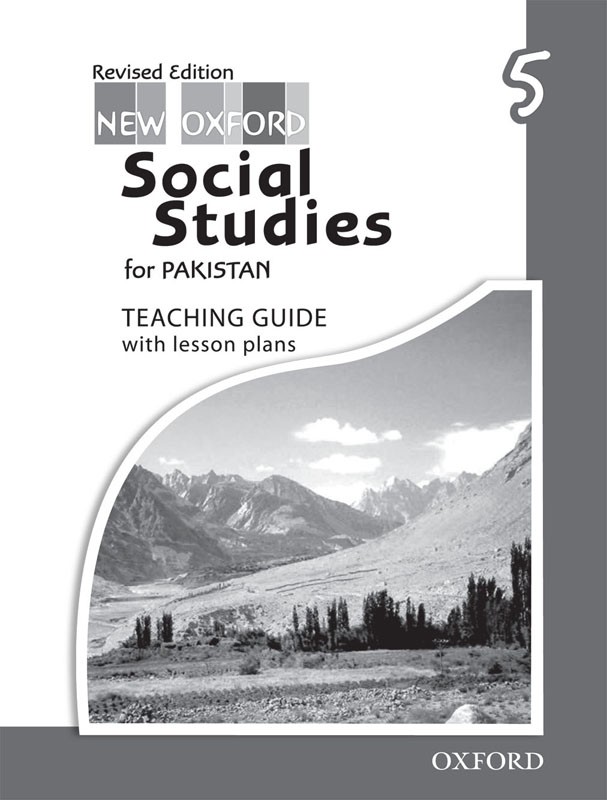 Revised Edition
5
NEW OXFORD
Social
Studies
for PAKISTAN
TEACHING GUIDE
with lesson plans
OXFORD